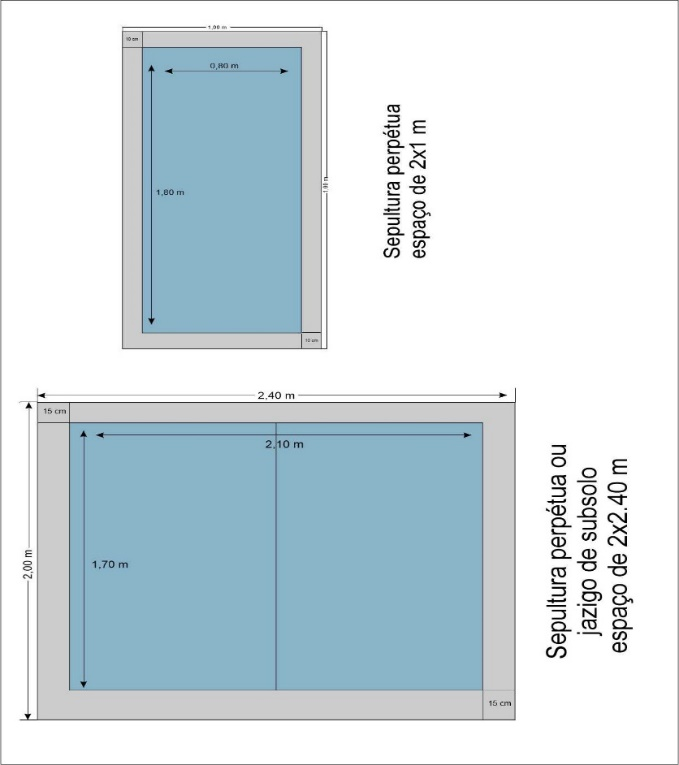 1,00 m
10 cm
0,80 m
1,80 m
10 cm
Sepultura perpétua
espaço de 2x1 m
2,40 m
15 cm
2,10 m
1,70 m
2,00 m
15 cm
Sepultura perpétua ou
jazigo de subsolo
espaço de 2x2.40 m